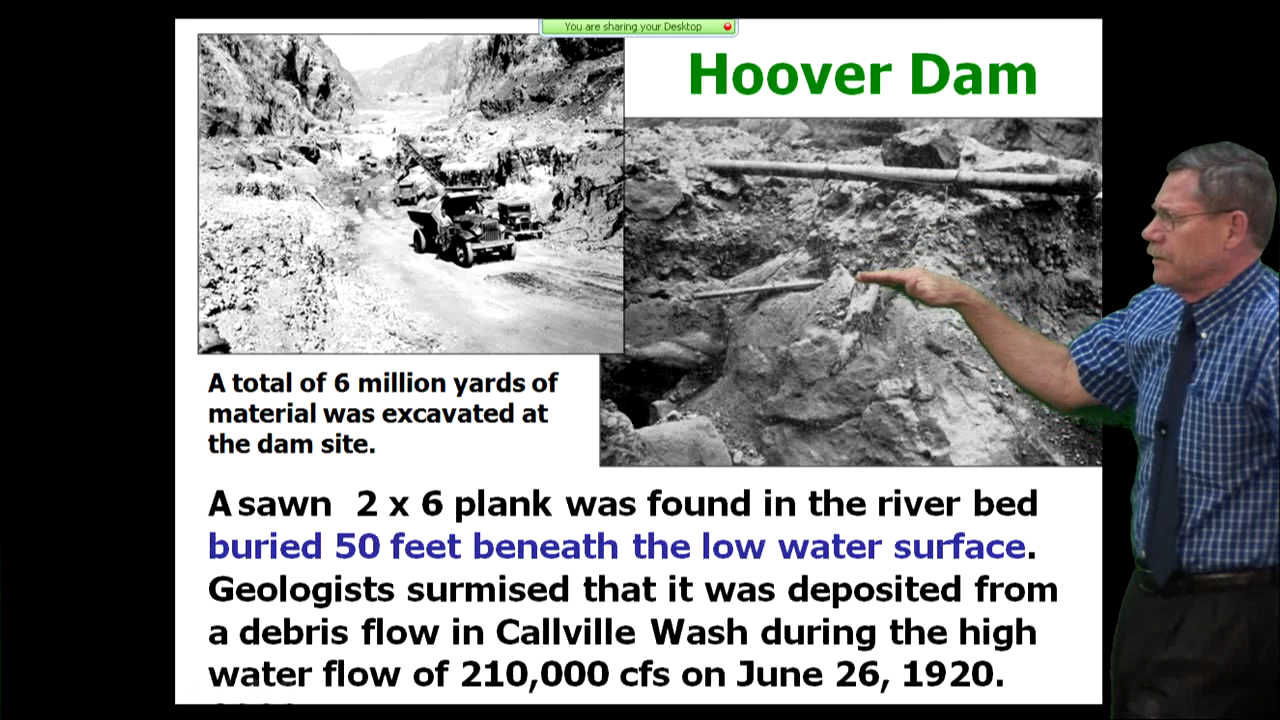 You are sharing your Desktop
Hoover Dam
A total of 6 million yards of
material was excavated at
the dam site.
A sawn 2 x 6 plank was found in the river bed
buried 50 feet beneath the low water surface.
Geologists surmised that it was deposited from
a debris flow in Callville Wash during the high
water flow of 210,000 cfs on June 26, 1920.